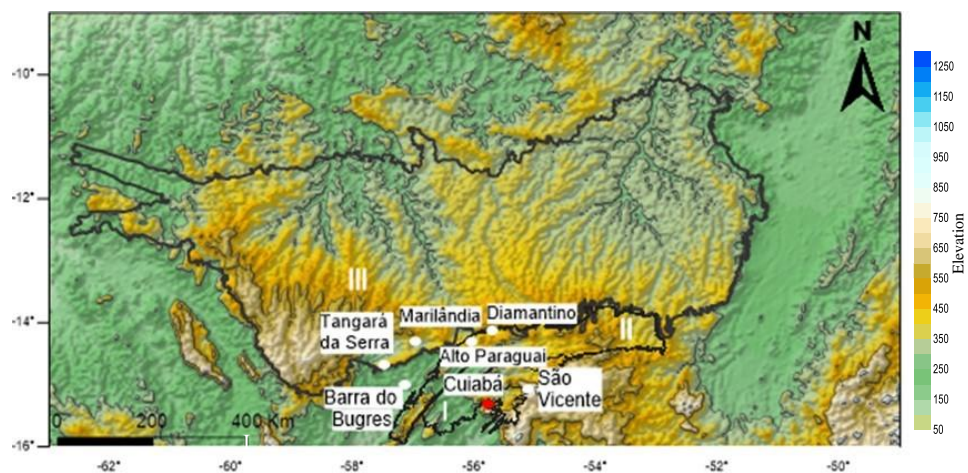 N
-10°
-12°
-14°
-16°
III
II
I
Tangará
da Serra
Marilândia
Diamantino
Alto Paraguai
Barra do
Bugres
Cuiabá
São
Vicente
0 200 400 Km
-62° -60° -58° -56° -54° -52° -50°
1250
1150
1050
950
850
750
650
550
450
350
250
150
50
Elevation